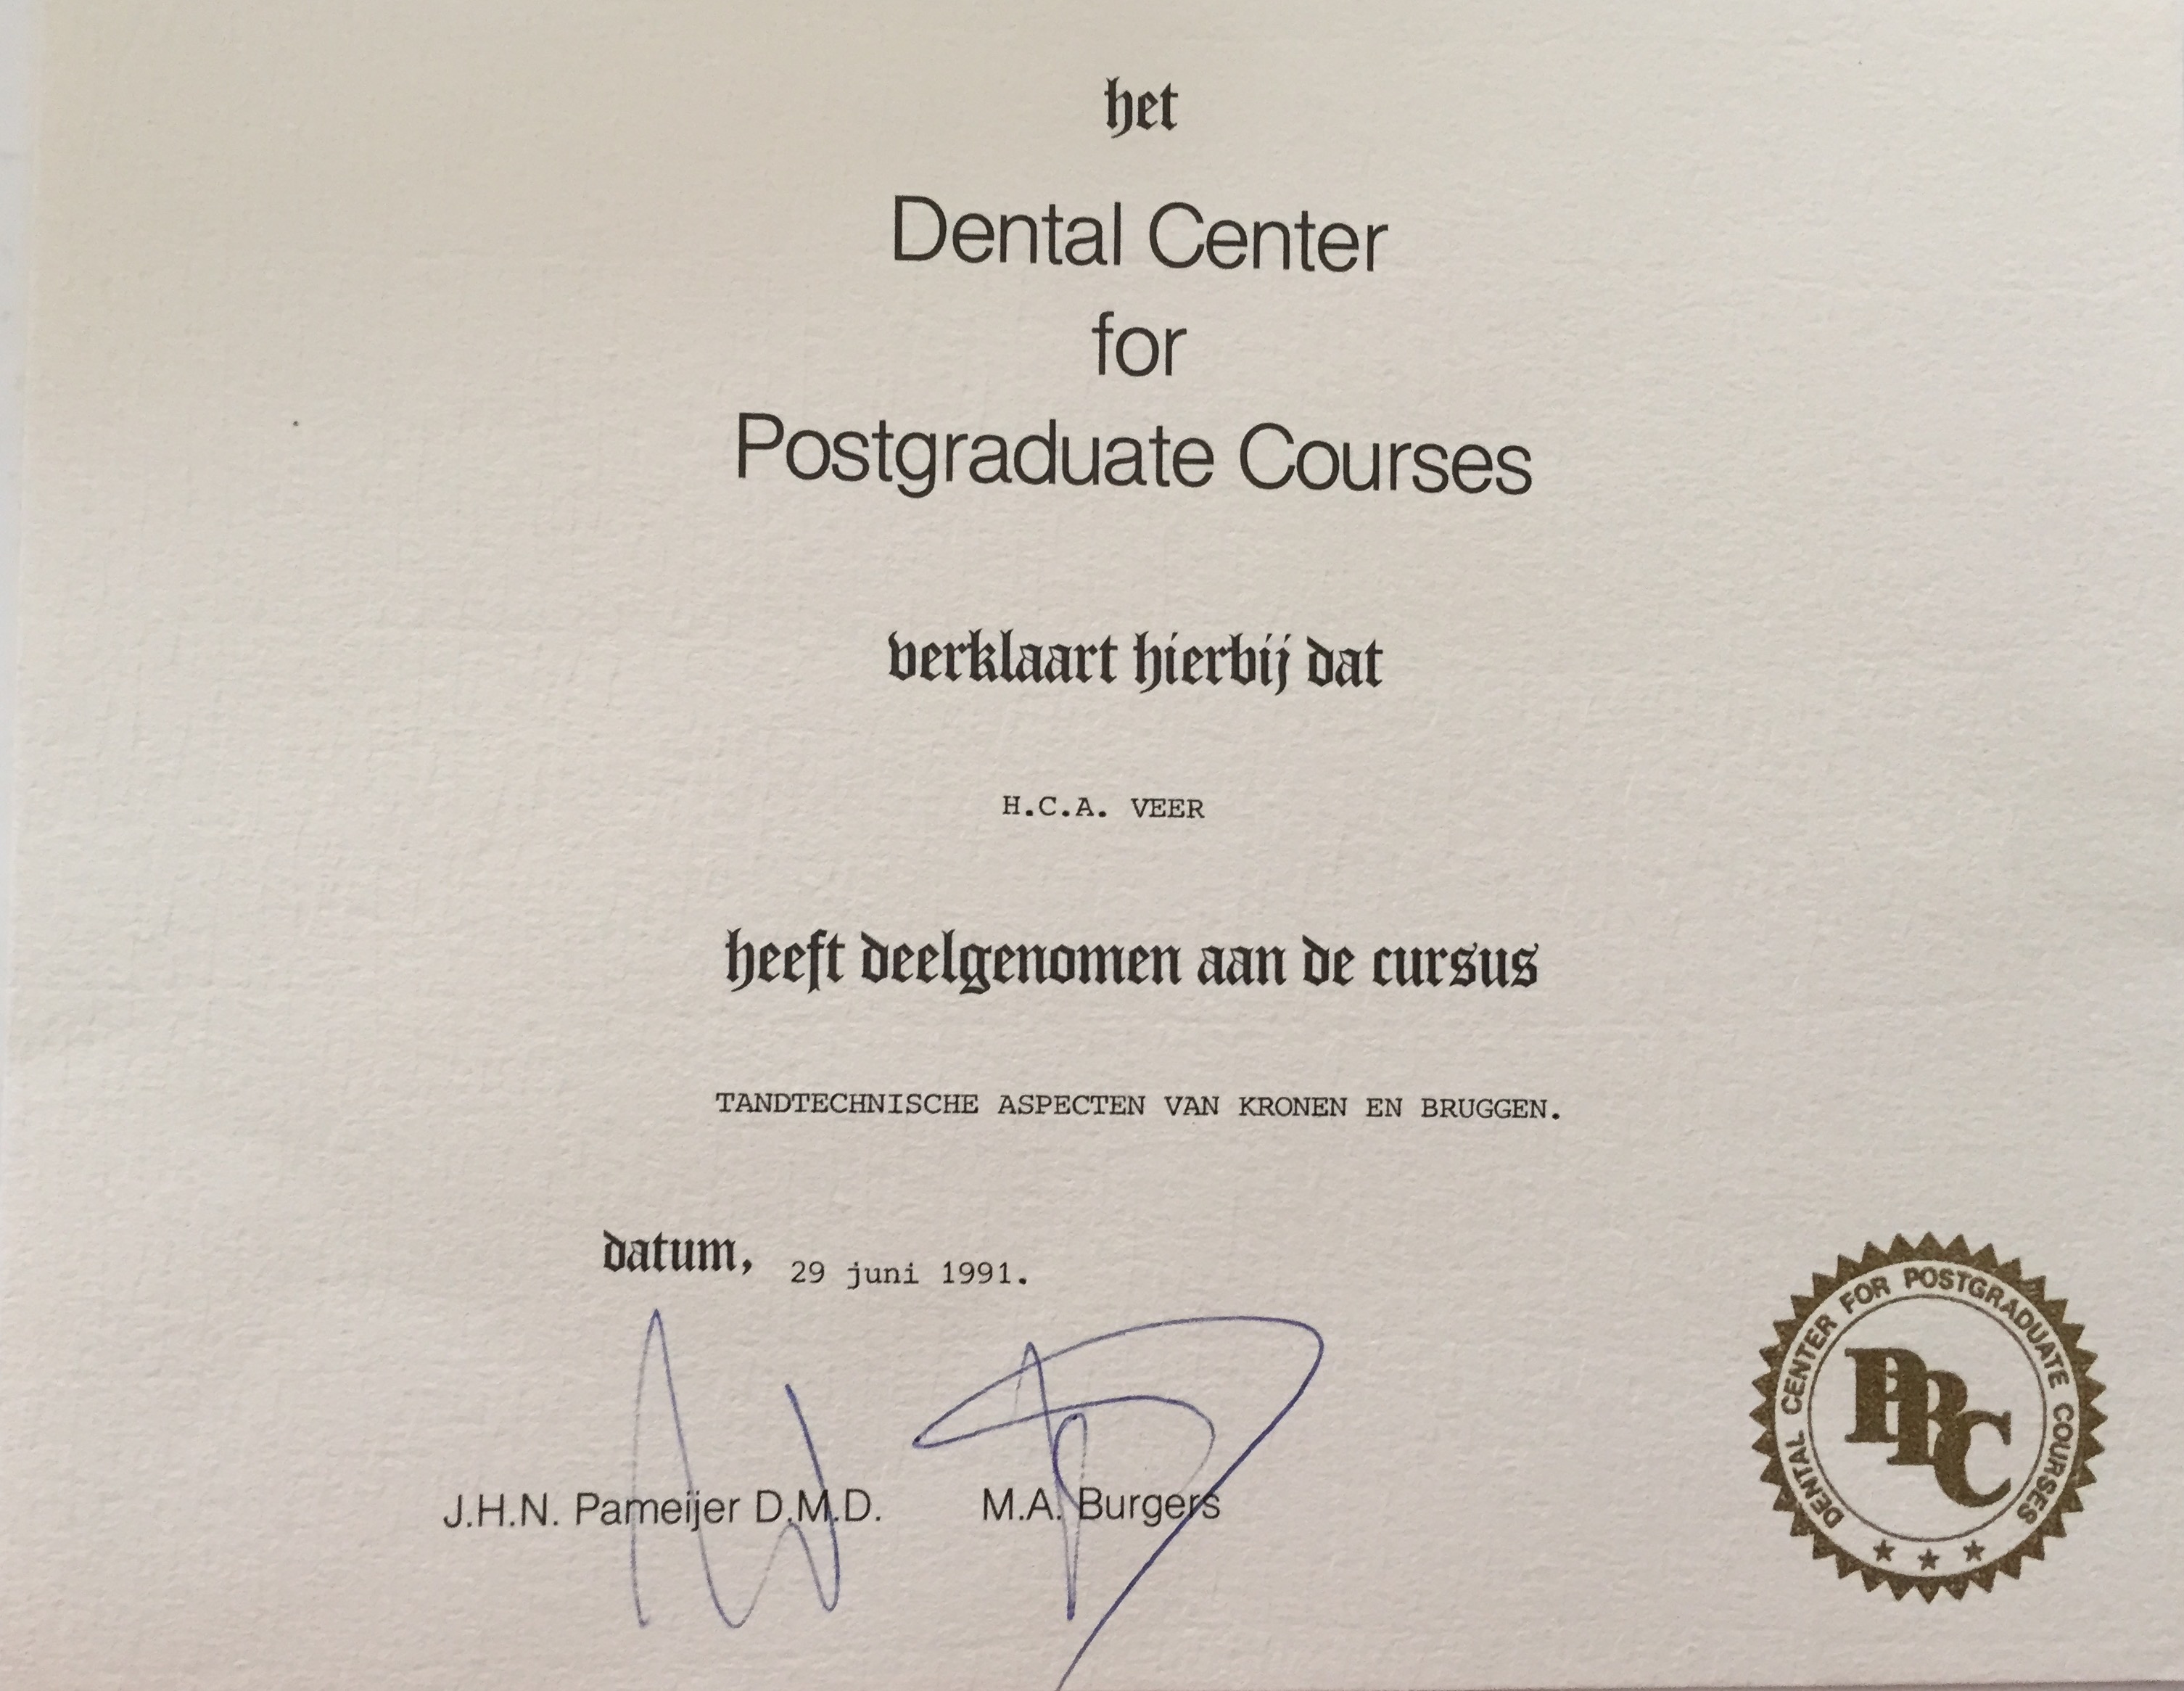 het
Dental Center
for
Postgraduate Courses
verklaart hierbij dat
H.C.A. VEER
heeft deelgenomen aan de cursus
TANDTECHNISCHE ASPECTEN VAN KRONEN EN BRUGGEN.
datum, 29 juni 1991.
J.H.N. Pameijer D.M.D. M.A. Burgers
DENTAL CENTER FOR POSTGRADUATE COURSES